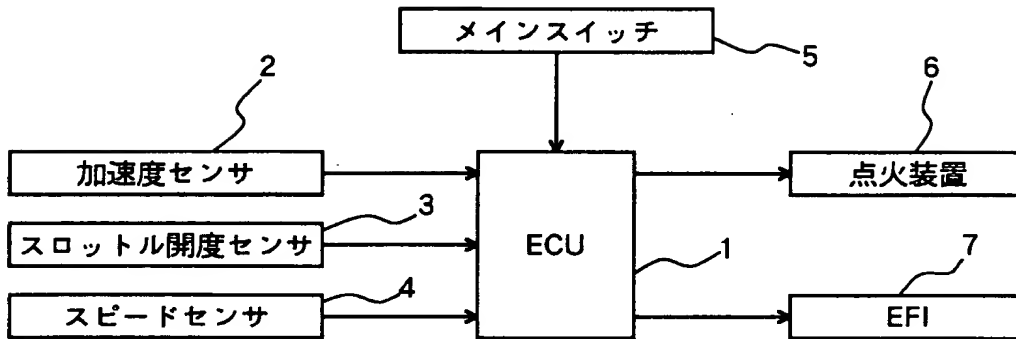 メインスイッチ
5
2
6
加速度センサ
点火装置
3
スロットル開度センサ
ECU
1
7
4
スピードセンサ
EFI